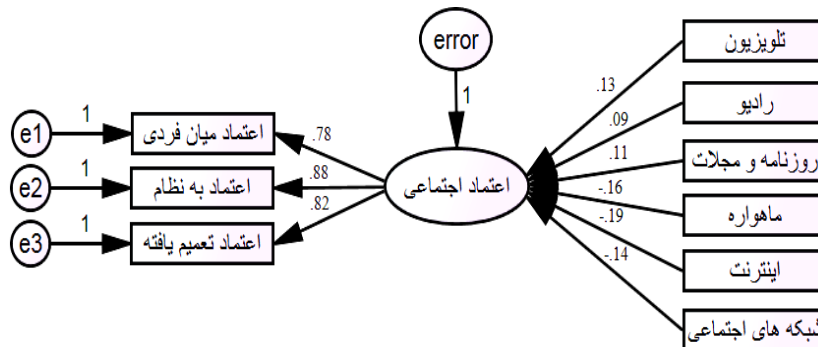 error
1
e1
1
اعتماد میان فردی
.78
e2
1
اعتماد به نظام
.88
e3
1
اعتماد تعمیم یافته
.82
اعتماد اجتماعی
تلویزیون
.13
رادیو
.09
روزنامه و مجلات
.11
ماهواره
-.16
اینترنت
-.19
شبکه های اجتماعی
-.14